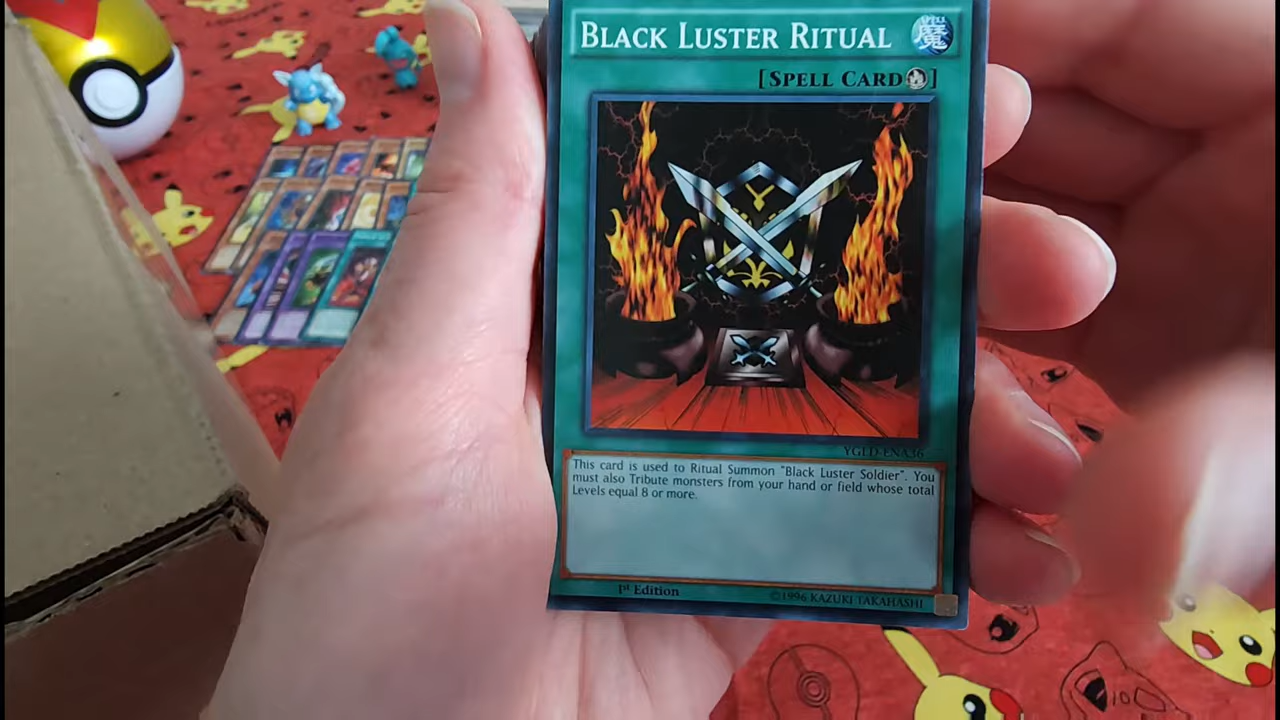 BLACK LUSTER RITUAL
魔
[SPELL CARD]
YGLD-ENA36
This card is used to Ritual Summon "Black Luster Soldier". You
must also Tribute monsters from your hand or field whose total
Levels equal 8 or more.
1st Edition
©1996 KAZUKI TAKAHASHI